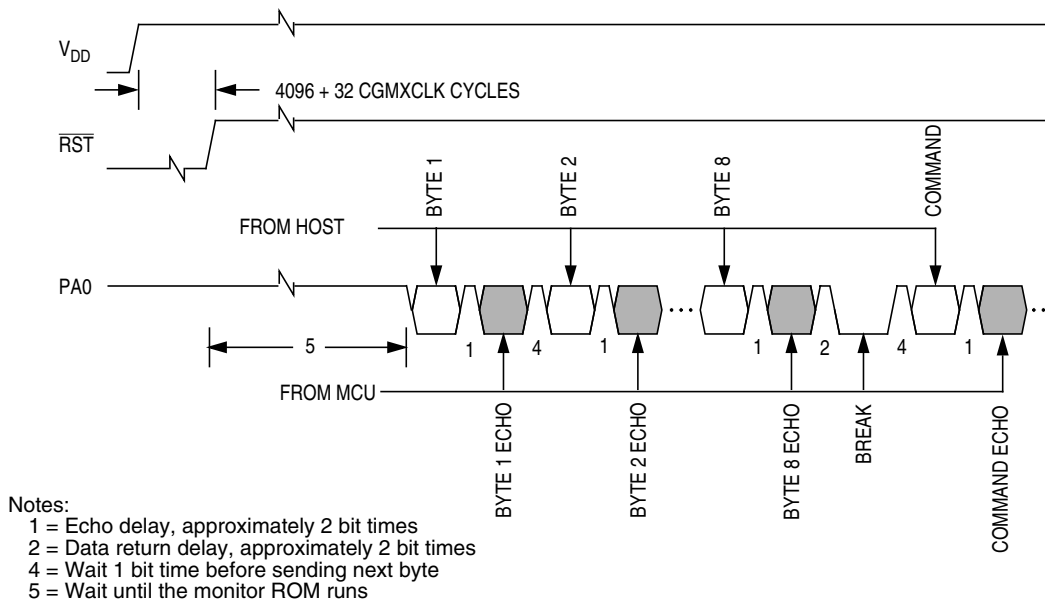 VDD
4096 + 32 CGMXCLK CYCLES
RST
BYTE 1
BYTE 2
BYTE 8
COMMAND
FROM HOST
PA0
1
4
1
1
2
4
1
5
FROM MCU
BYTE 1 ECHO
BYTE 2 ECHO
BYTE 8 ECHO
BREAK
COMMAND ECHO
Notes:
1 = Echo delay, approximately 2 bit times
2 = Data return delay, approximately 2 bit times
4 = Wait 1 bit time before sending next byte
5 = Wait until the monitor ROM runs